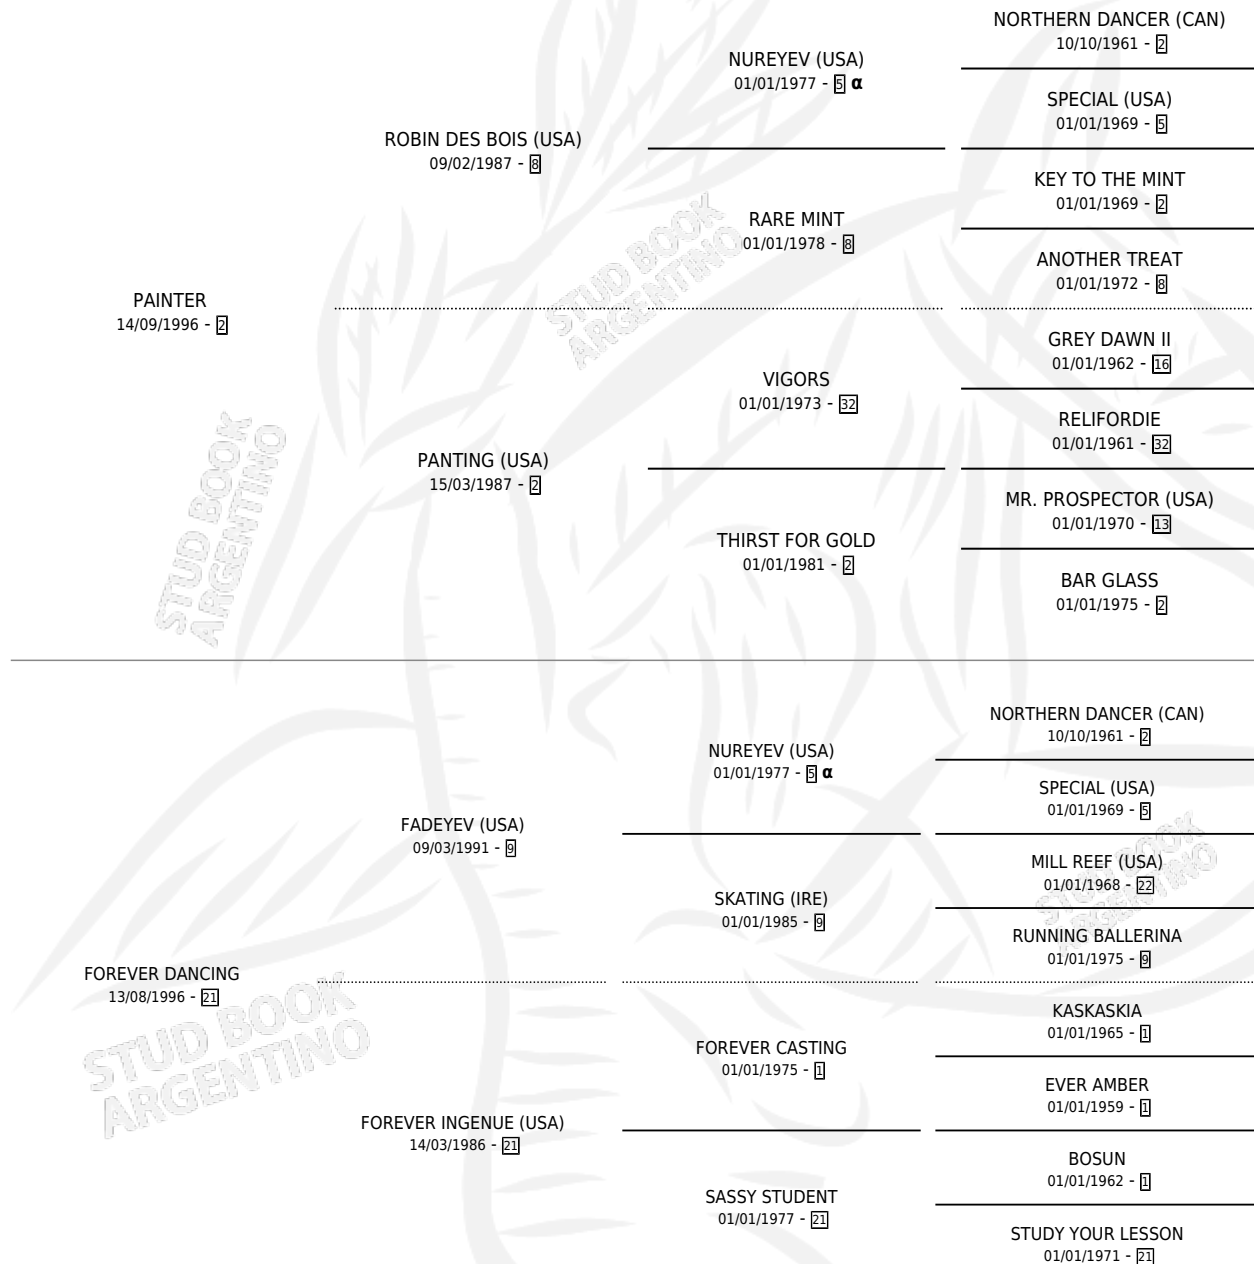 NORTHERN DANCER (CAN)
10/10/1961 - 2
NUREYEV (USA)
01/01/1977 - 5 α
SPECIAL (USA)
01/01/1969 - 5
ROBIN DES BOIS (USA)
09/02/1987 - 8
KEY TO THE MINT
01/01/1969 - 2
RARE MINT
01/01/1978 - 8
ANOTHER TREAT
01/01/1972 - 8
PAINTER
14/09/1996 - 2
GREY DAWN II
01/01/1962 - 16
VIGORS
01/01/1973 - 32
RELIFORDIE
01/01/1961 - 32
PANTING (USA)
15/03/1987 - 2
MR. PROSPECTOR (USA)
01/01/1970 - 13
THIRST FOR GOLD
01/01/1981 - 2
BAR GLASS
01/01/1975 - 2
STUD BOOK
ARGENTINO
STUD BOOK
ARGENTINO
NORTHERN DANCER (CAN)
10/10/1961 - 2
NUREYEV (USA)
01/01/1977 - 5 α
SPECIAL (USA)
01/01/1969 - 5
FADEYEV (USA)
09/03/1991 - 9
MILL REEF (USA)
01/01/1968 - 22
SKATING (IRE)
01/01/1985 - 9
RUNNING BALLERINA
01/01/1975 - 9
FOREVER DANCING
13/08/1996 - 21
KASKASKIA
01/01/1965 - 1
FOREVER CASTING
01/01/1975 - 1
EVER AMBER
01/01/1959 - 1
FOREVER INGENUE (USA)
14/03/1986 - 21
BOSUN
01/01/1962 - 1
SASSY STUDENT
01/01/1977 - 21
STUDY YOUR LESSON
01/01/1971 - 21
STUD BOOK
ARGENTINO
STUD BOOK
ARGENTINO